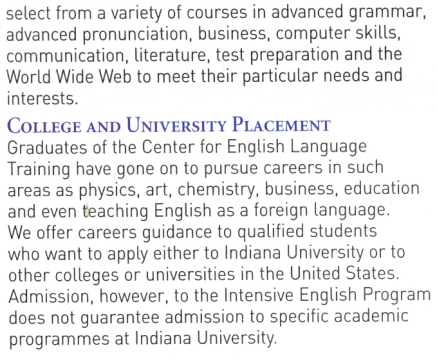 select from a variety of courses in advanced grammar,
advanced pronunciation, business, computer skills,
communication, literature, test preparation and the
World Wide Web to meet their particular needs and
interests.
COLLEGE AND UNIVERSITY PLACEMENT
Graduates of the Center for English Language
Training have gone on to pursue careers in such
areas as physics, art, chemistry, business, education
and even teaching English as a foreign language.
We offer careers guidance to qualified students
who want to apply either to Indiana University or to
other colleges or universities in the United States.
Admission, however, to the Intensive English Program
does not guarantee admission to specific academic
programmes at Indiana University.